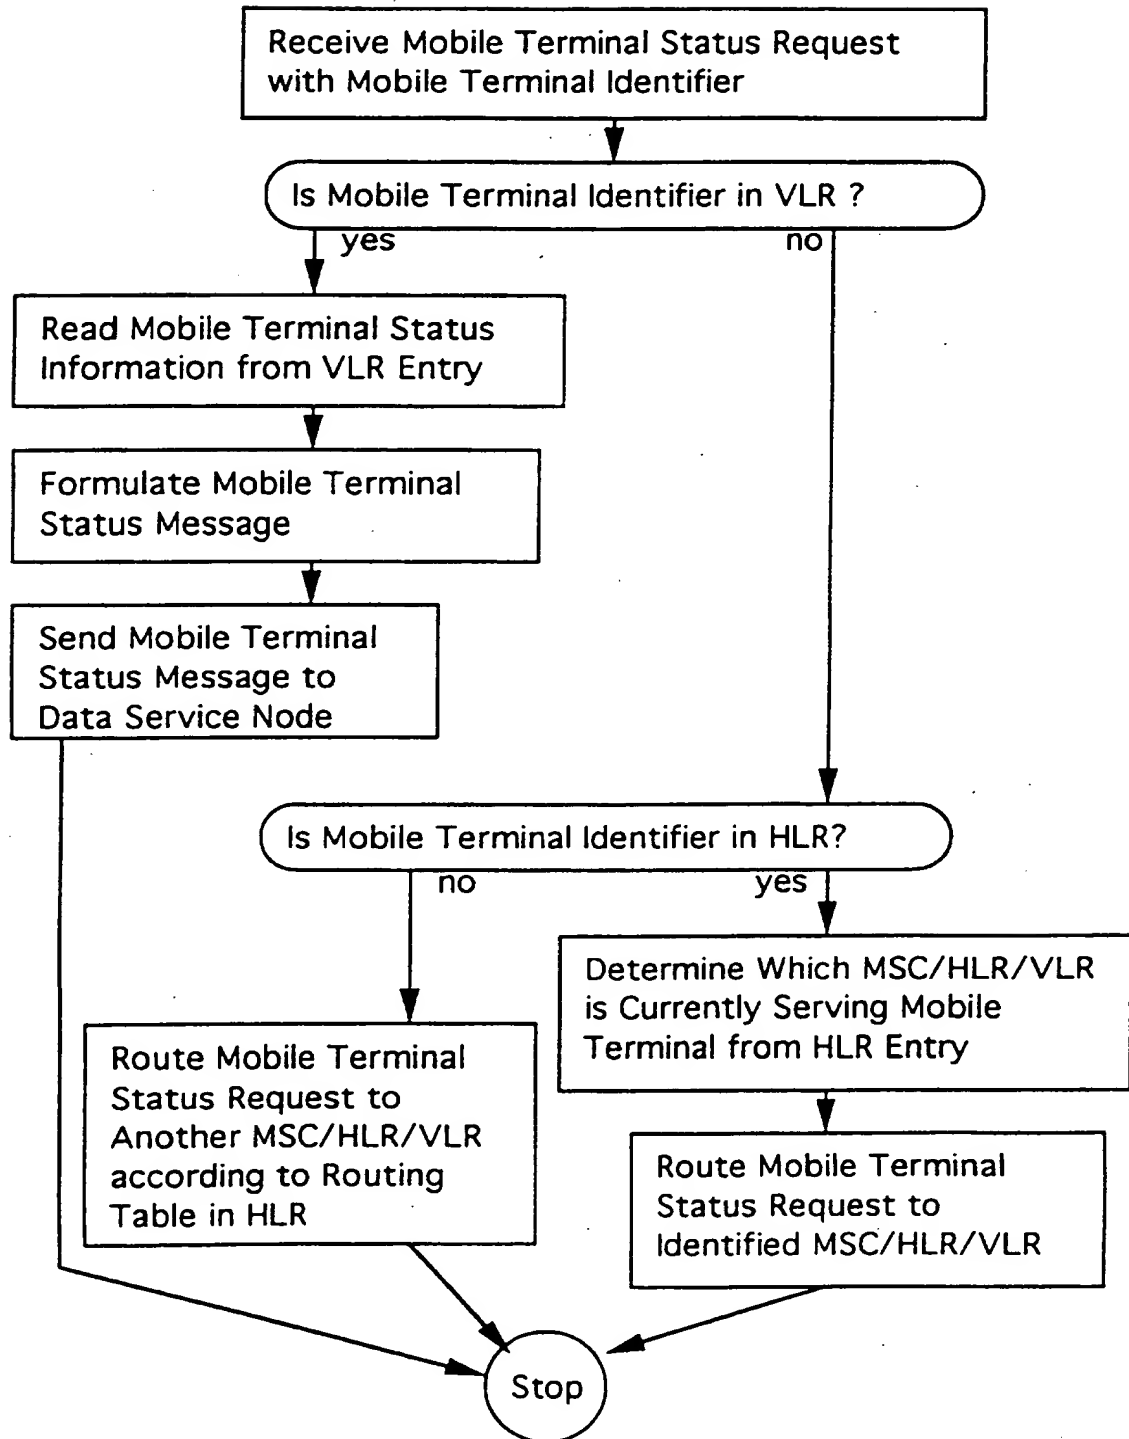 Receive Mobile Terminal Status Request
with Mobile Terminal Identifier
Is Mobile Terminal Identifier in VLR ?
yes
no
Read Mobile Terminal Status
Information from VLR Entry
Formulate Mobile Terminal
Status Message
Send Mobile Terminal
Status Message to
Data Service Node
Is Mobile Terminal Identifier in HLR?
no
yes
Determine Which MSC/HLR/VLR
is Currently Serving Mobile
Terminal from HLR Entry
Route Mobile Terminal
Status Request to
Another MSC/HLR/VLR
according to Routing
Table in HLR
Route Mobile Terminal
Status Request to
Identified MSC/HLR/VLR
Stop